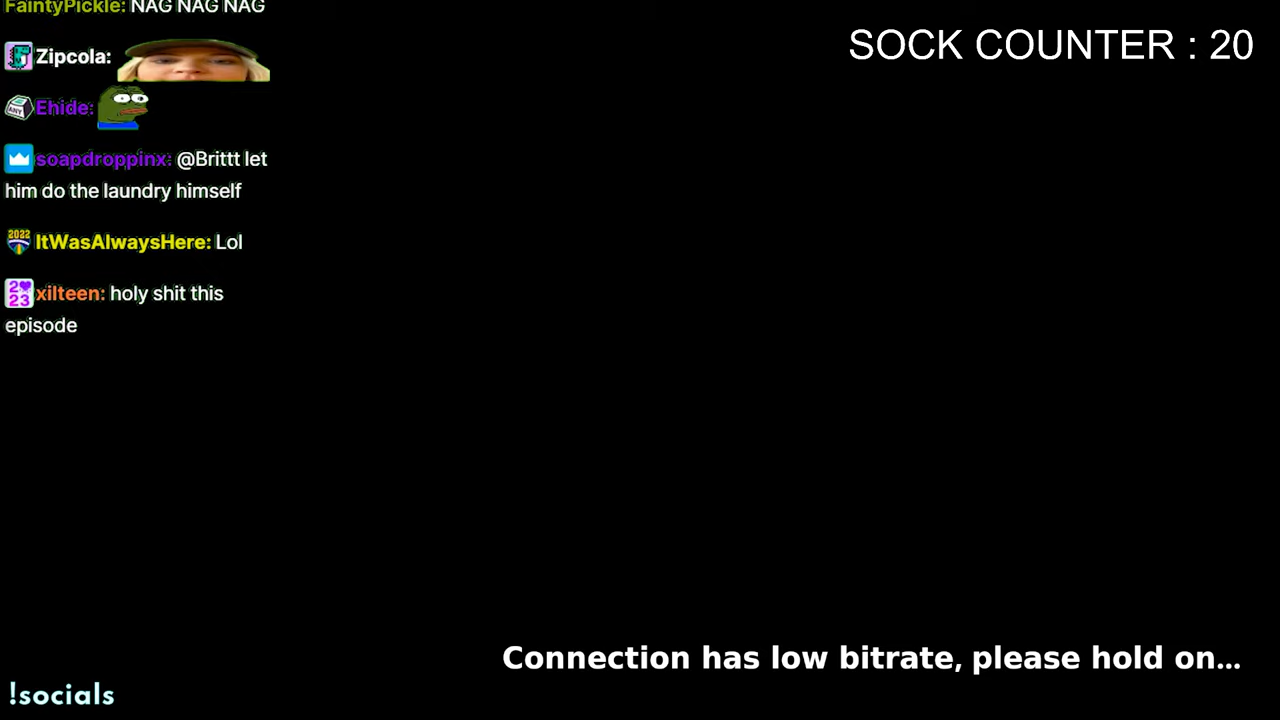 FaintyPickle: NAG NAG NAG
SOCK COUNTER : 20
Zipcola:
Ehide:
soapdroppinx: @Brittt let
him do the laundry himself
2022 ItWasAlwaysHere: Lol
xilteen: holy shit this
episode
Connection has low bitrate, please hold on...
!socials